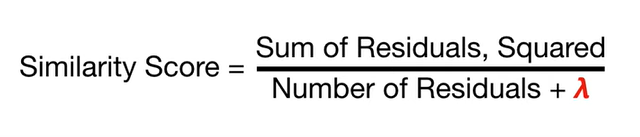 Similarity Score = Sum of Residuals, Squared
Number of Residuals + λ